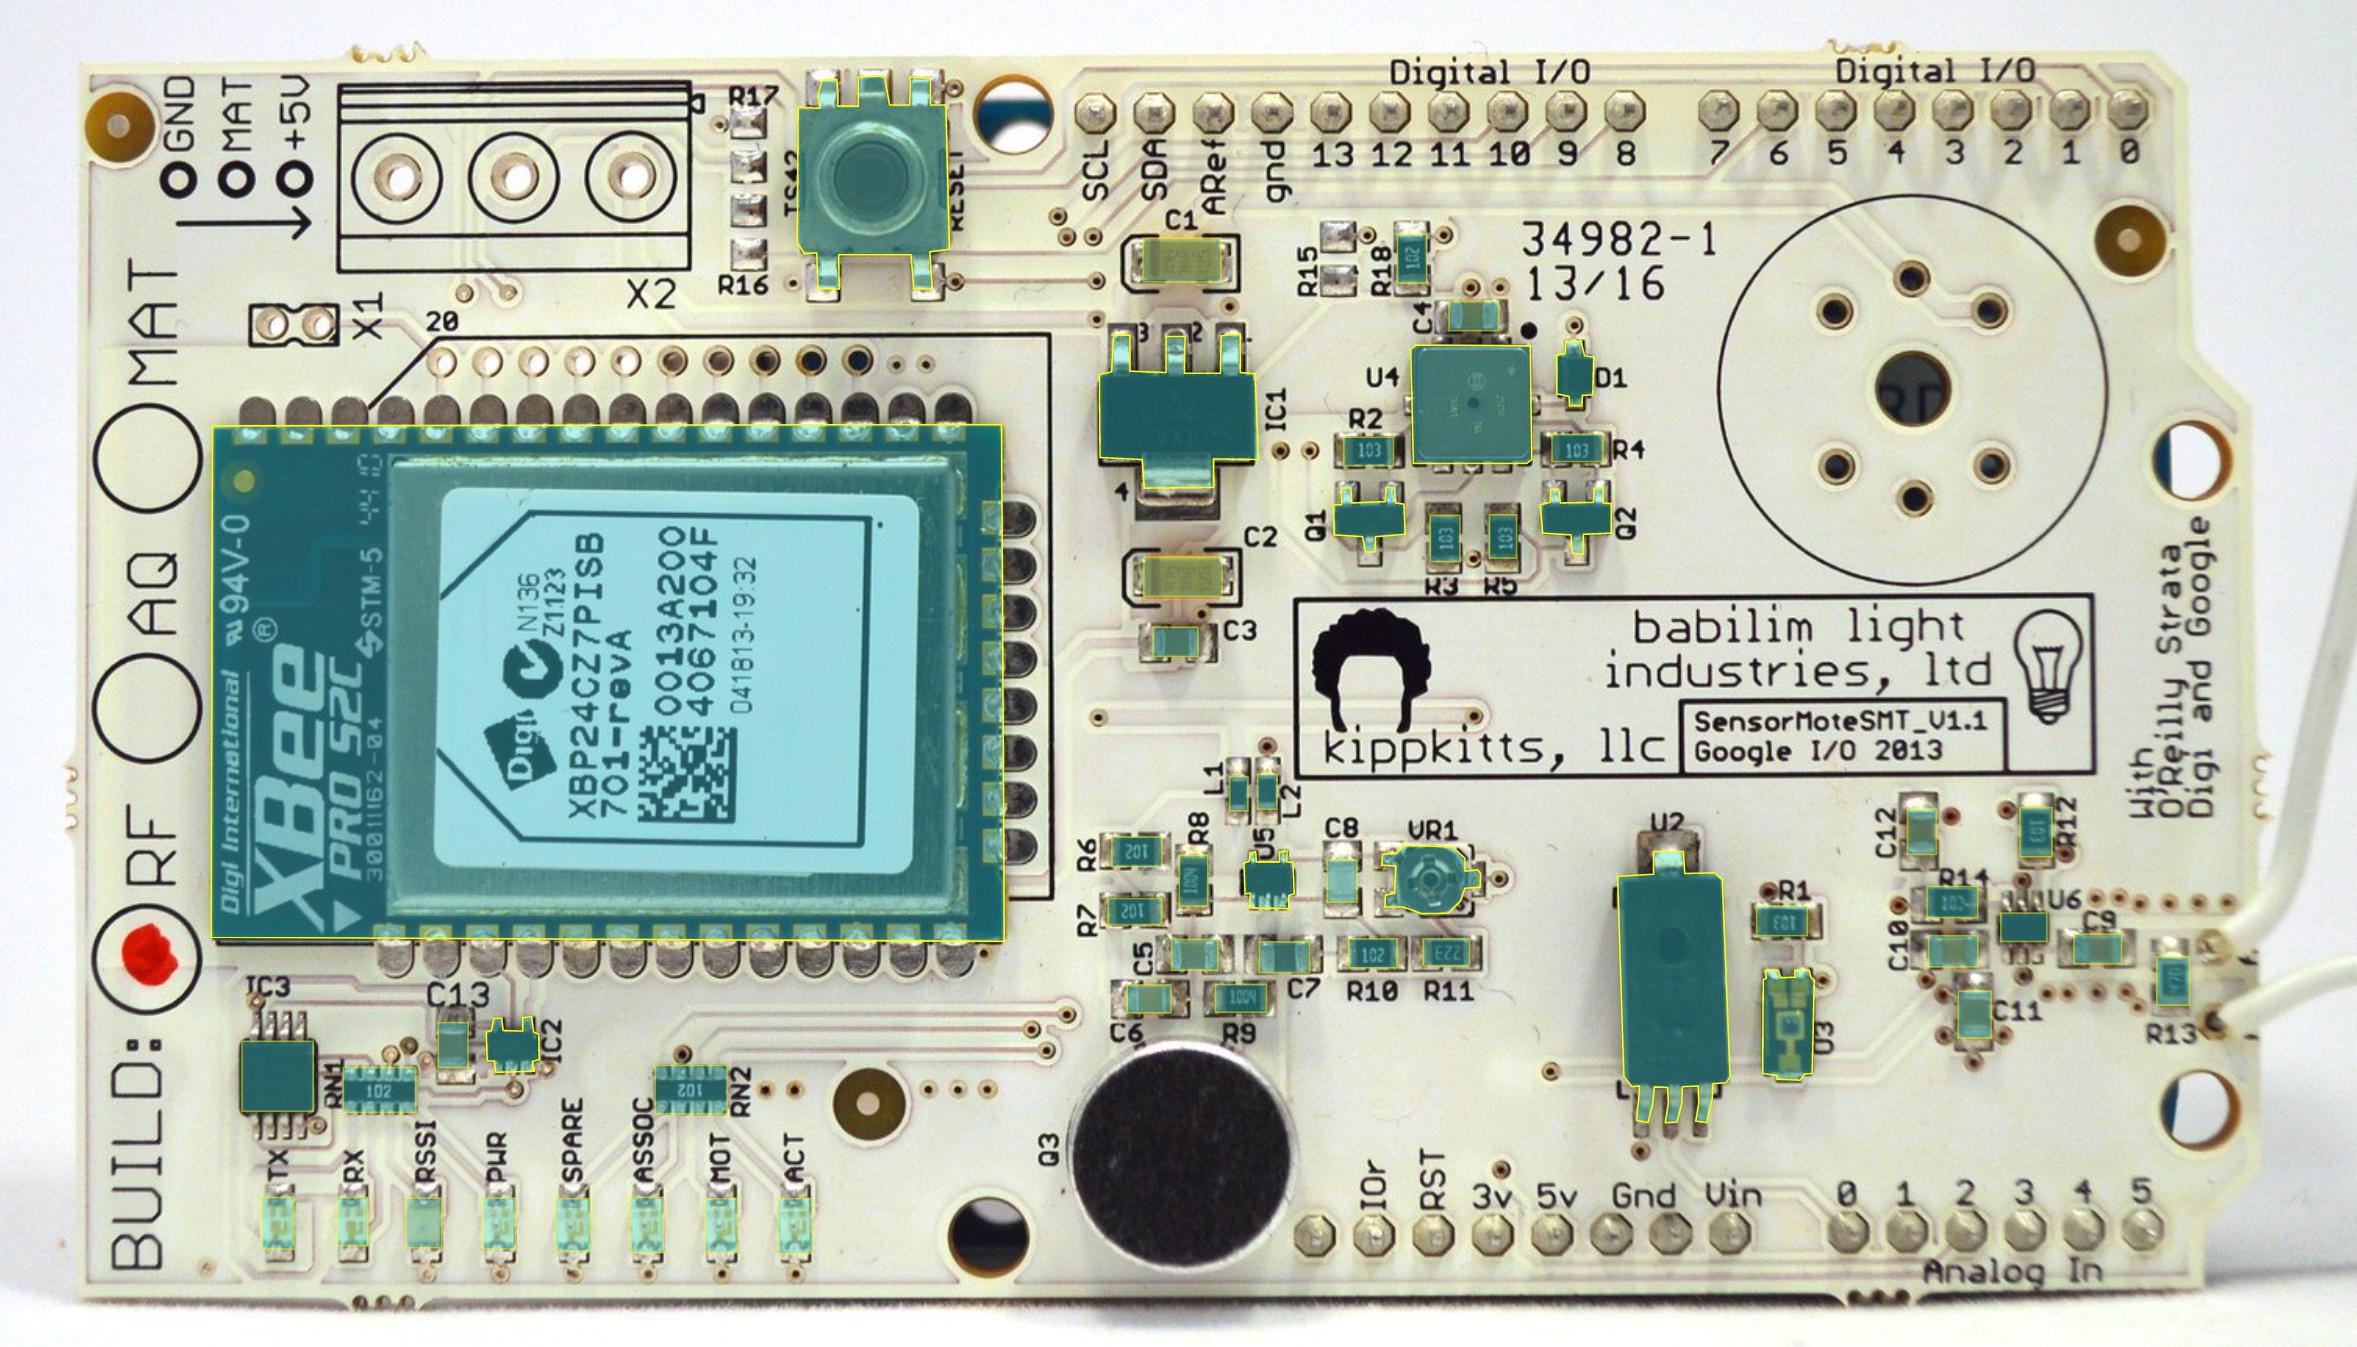 GND
MAT
+5V
MAT
AQ
RF
BUILD:
X1
X2
20
R17
R16
RESET
SCL
SDA
ARef
gnd
13
12
11
10
9
8
Digital I/O
Digital I/O
7
6
5
4
3
2
1
0
C1
R15
R18
102
34982-1
13/16
C4
3
2
IC1
4
U4
D1
R2
103
103
R4
Q1
Q2
103
103
R3
R5
C2
C3
babilim light
industries, ltd
kippkitts, llc
SensorMoteSMT_V1.1
Google I/O 2013
With
O'Reilly Strata
Digi and Google
94V-0
Digi International
XBee®
PRO S2C
STM-5
30011162-04
Digi
N136
Z1123
XBP24CZ7PISB
701-revA
0013A200
4067104F
041813-19:32
L1
L2
R6
102
R8
1004
U5
C8
VR1
R7
102
C5
C7
102
R10
223
R11
C6
1004
R9
Q3
U2
R1
103
U3
C12
R12
103
R14
103
U6
C10
C9
C11
R13
IC3
C13
IC2
RN1
102
102
RN2
TX
RX
RSSI
PWR
SPARE
ASSOC
MOT
ACT
IOr
RST
3v
5v
Gnd
Vin
0
1
2
3
4
5
Analog In